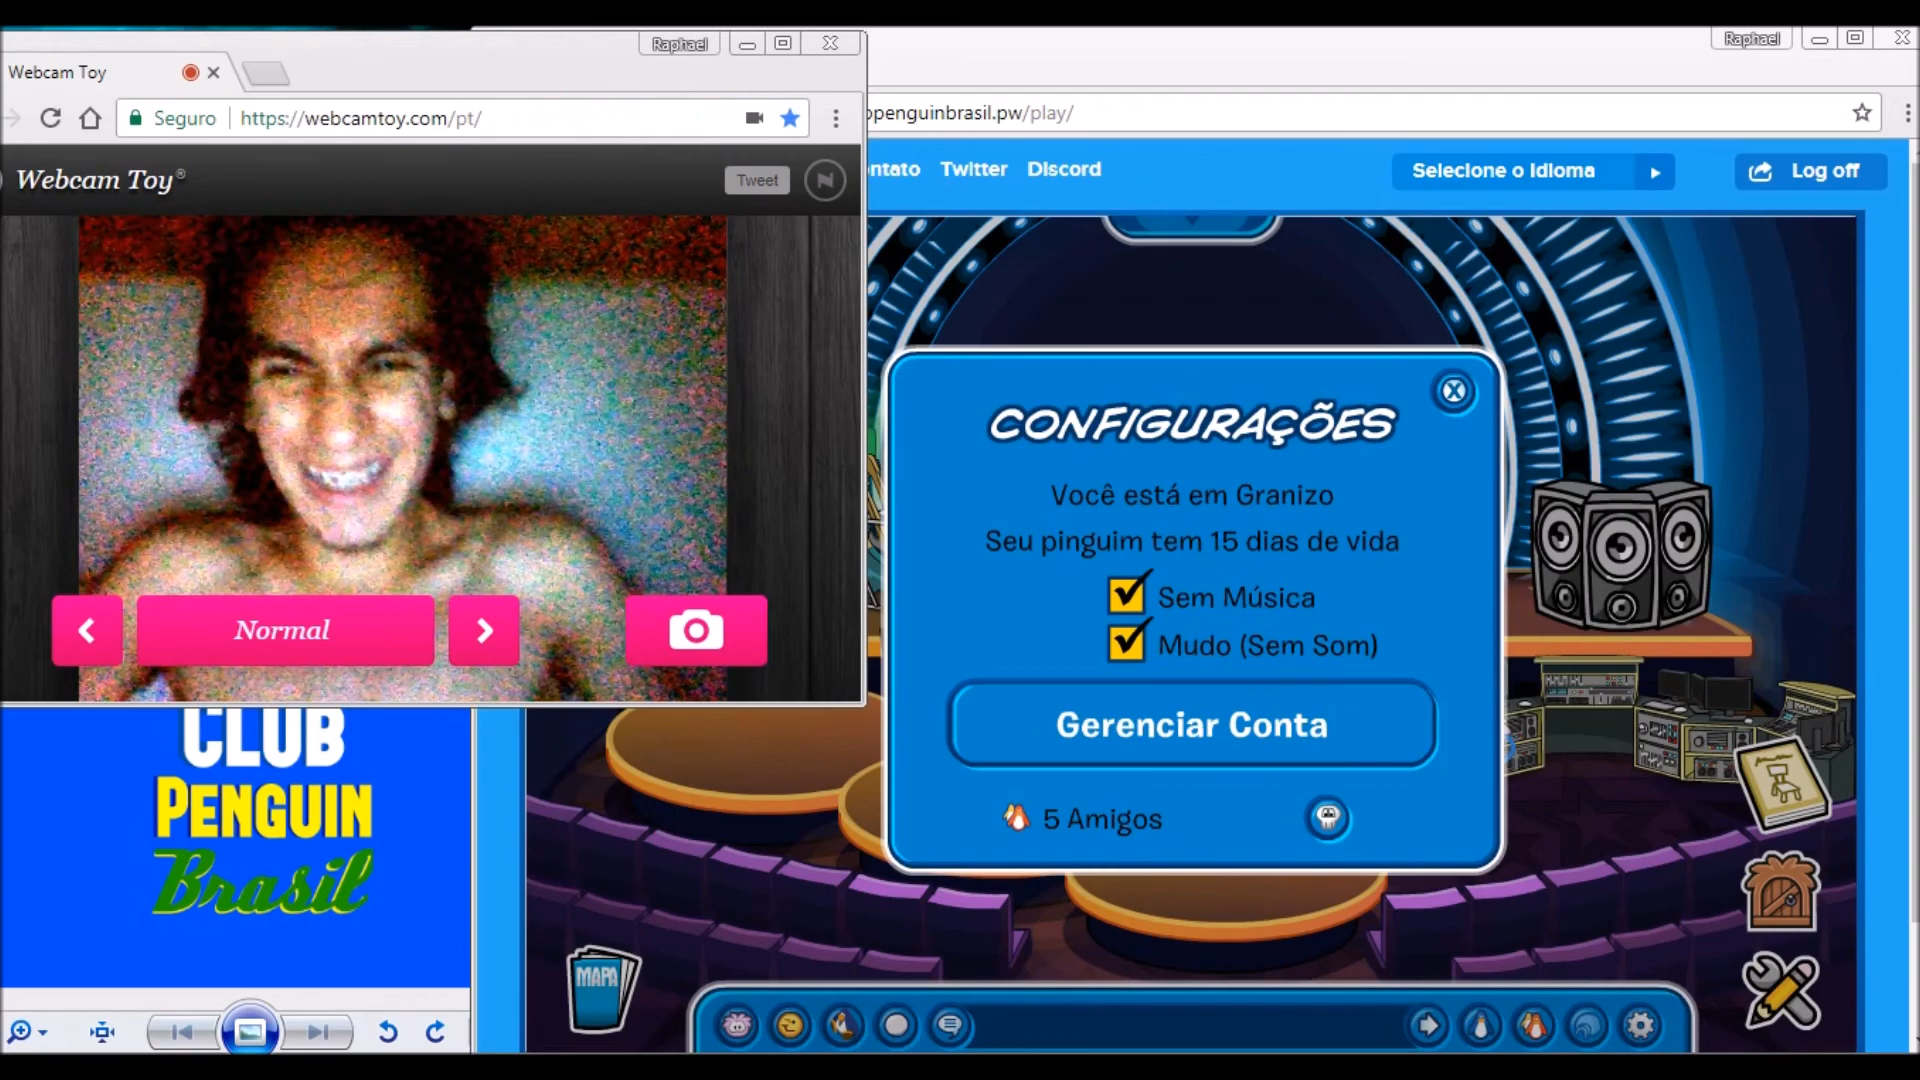 Raphael
Raphael
Webcam Toy
Seguro
https://webcamtoy.com/pt/
openguinbrasil.pw/play/
Webcam Toy®
Tweet
ntato
Twitter
Discord
Selecione o Idioma
Log off
CONFIGURAÇÕES
Você está em Granizo
Seu pinguim tem 15 dias de vida
Sem Música
Mudo (Sem Som)
Gerenciar Conta
5 Amigos
Normal
CLUB
PENGUIN
Brasil
MAPA